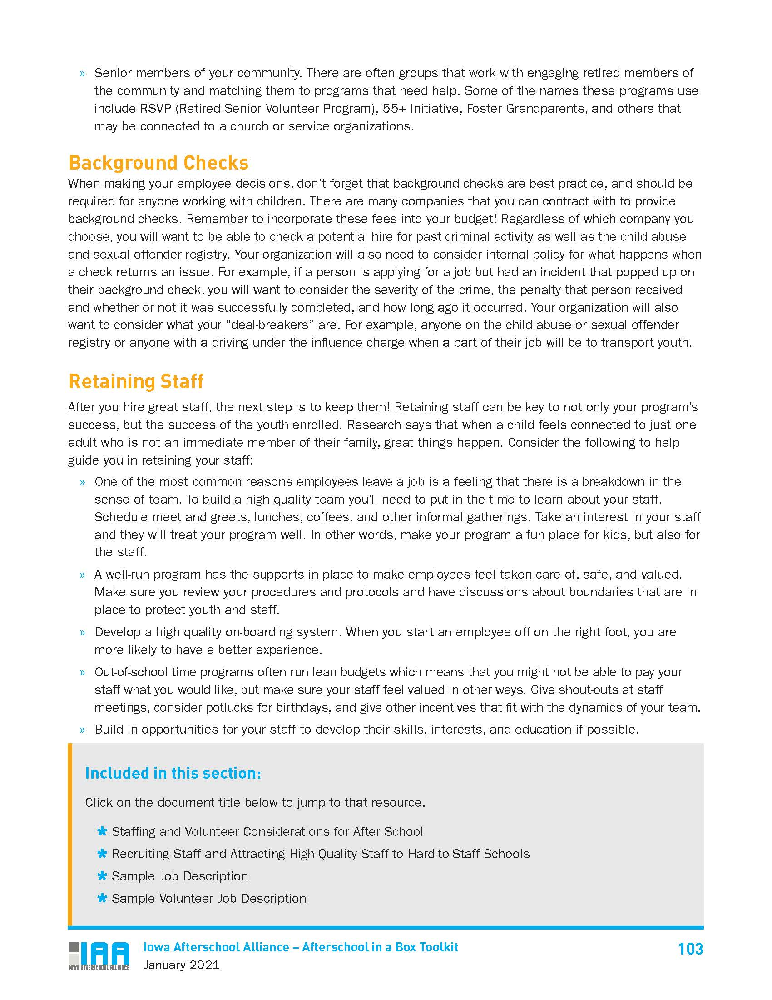 » Senior members of your community. There are often groups that work with engaging retired members of
the community and matching them to programs that need help. Some of the names these programs use
include RSVP (Retired Senior Volunteer Program), 55+ Initiative, Foster Grandparents, and others that
may be connected to a church or service organizations.
Background Checks
When making your employee decisions, don’t forget that background checks are best practice, and should be
required for anyone working with children. There are many companies that you can contract with to provide
background checks. Remember to incorporate these fees into your budget! Regardless of which company you
choose, you will want to be able to check a potential hire for past criminal activity as well as the child abuse
and sexual offender registry. Your organization will also need to consider internal policy for what happens when
a check returns an issue. For example, if a person is applying for a job but had an incident that popped up on
their background check, you will want to consider the severity of the crime, the penalty that person received
and whether or not it was successfully completed, and how long ago it occurred. Your organization will also
want to consider what your “deal-breakers” are. For example, anyone on the child abuse or sexual offender
registry or anyone with a driving under the influence charge when a part of their job will be to transport youth.
Retaining Staff
After you hire great staff, the next step is to keep them! Retaining staff can be key to not only your program’s
success, but the success of the youth enrolled. Research says that when a child feels connected to just one
adult who is not an immediate member of their family, great things happen. Consider the following to help
guide you in retaining your staff:
» One of the most common reasons employees leave a job is a feeling that there is a breakdown in the
sense of team. To build a high quality team you’ll need to put in the time to learn about your staff.
Schedule meet and greets, lunches, coffees, and other informal gatherings. Take an interest in your staff
and they will treat your program well. In other words, make your program a fun place for kids, but also for
the staff.
» A well-run program has the supports in place to make employees feel taken care of, safe, and valued.
Make sure you review your procedures and protocols and have discussions about boundaries that are in
place to protect youth and staff.
» Develop a high quality on-boarding system. When you start an employee off on the right foot, you are
more likely to have a better experience.
» Out-of-school time programs often run lean budgets which means that you might not be able to pay your
staff what you would like, but make sure your staff feel valued in other ways. Give shout-outs at staff
meetings, consider potlucks for birthdays, and give other incentives that fit with the dynamics of your team.
» Build in opportunities for your staff to develop their skills, interests, and education if possible.
Included in this section:
Click on the document title below to jump to that resource.
* Staffing and Volunteer Considerations for After School
* Recruiting Staff and Attracting High-Quality Staff to Hard-to-Staff Schools
* Sample Job Description
* Sample Volunteer Job Description
IAA
IOWA AFTERSCHOOL ALLIANCE
Iowa Afterschool Alliance – Afterschool in a Box Toolkit
January 2021
103